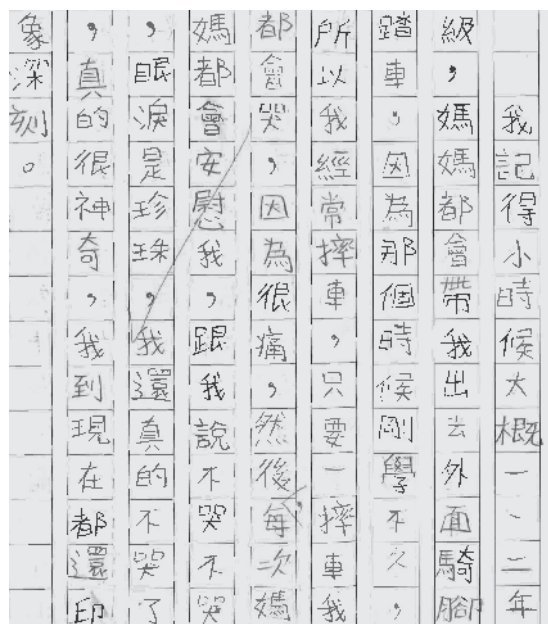 我記得小時候大概一、二年
級，媽媽都會帶我出去外面騎腳
踏車，因為那個時候剛學不久，
所以我經常摔車，只要一摔車我
都會哭，因為很痛，然後每次媽
媽都會安慰我，跟我說不哭不哭
，眼淚是珍珠，我還真的不哭了
，真的很神奇，我到現在都還印
象深刻。